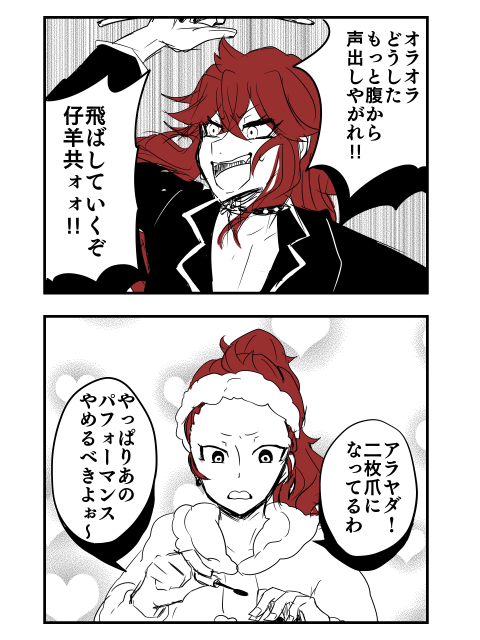 オラオラ
どうした
もっと腹から
声出しやがれ!!
飛ばしていくぞ
仔羊共ォォ!!
アラヤダ!
二枚爪に
なってるわ
やっぱりあの
パフォーマンス
やめるべきよぉ〜